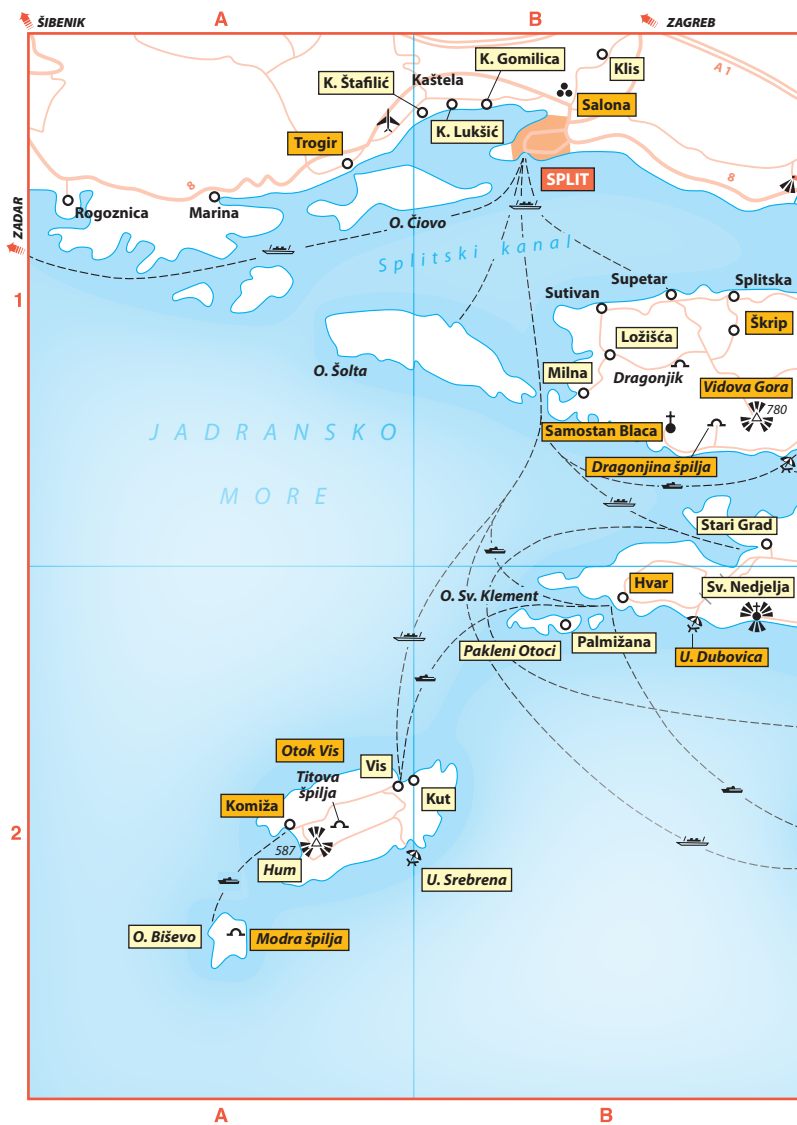 ŠIBENIK
A
B
ZAGREB
K. Gomilica
Klis
A 1
K. Štafilić
Kaštela
Salona
K. Lukšić
Trogir
SPLIT
8
8
Rogoznica
Marina
ZADAR
O. Čiovo
Splitski kanal
1
Supetar
Splitska
Sutivan
Škrip
Ložišća
O. Šolta
Milna
Dragonjik
Vidova Gora
780
JADRANSKO
MORE
Samostan Blaca
Dragonjina špilja
Stari Grad
Hvar
Sv. Nedjelja
O. Sv. Klement
Palmižana
Pakleni Otoci
U. Dubovica
Otok Vis
Vis
Titova
špilja
Kut
Komiža
2
587
Hum
U. Srebrena
O. Biševo
Modra špilja
A
B